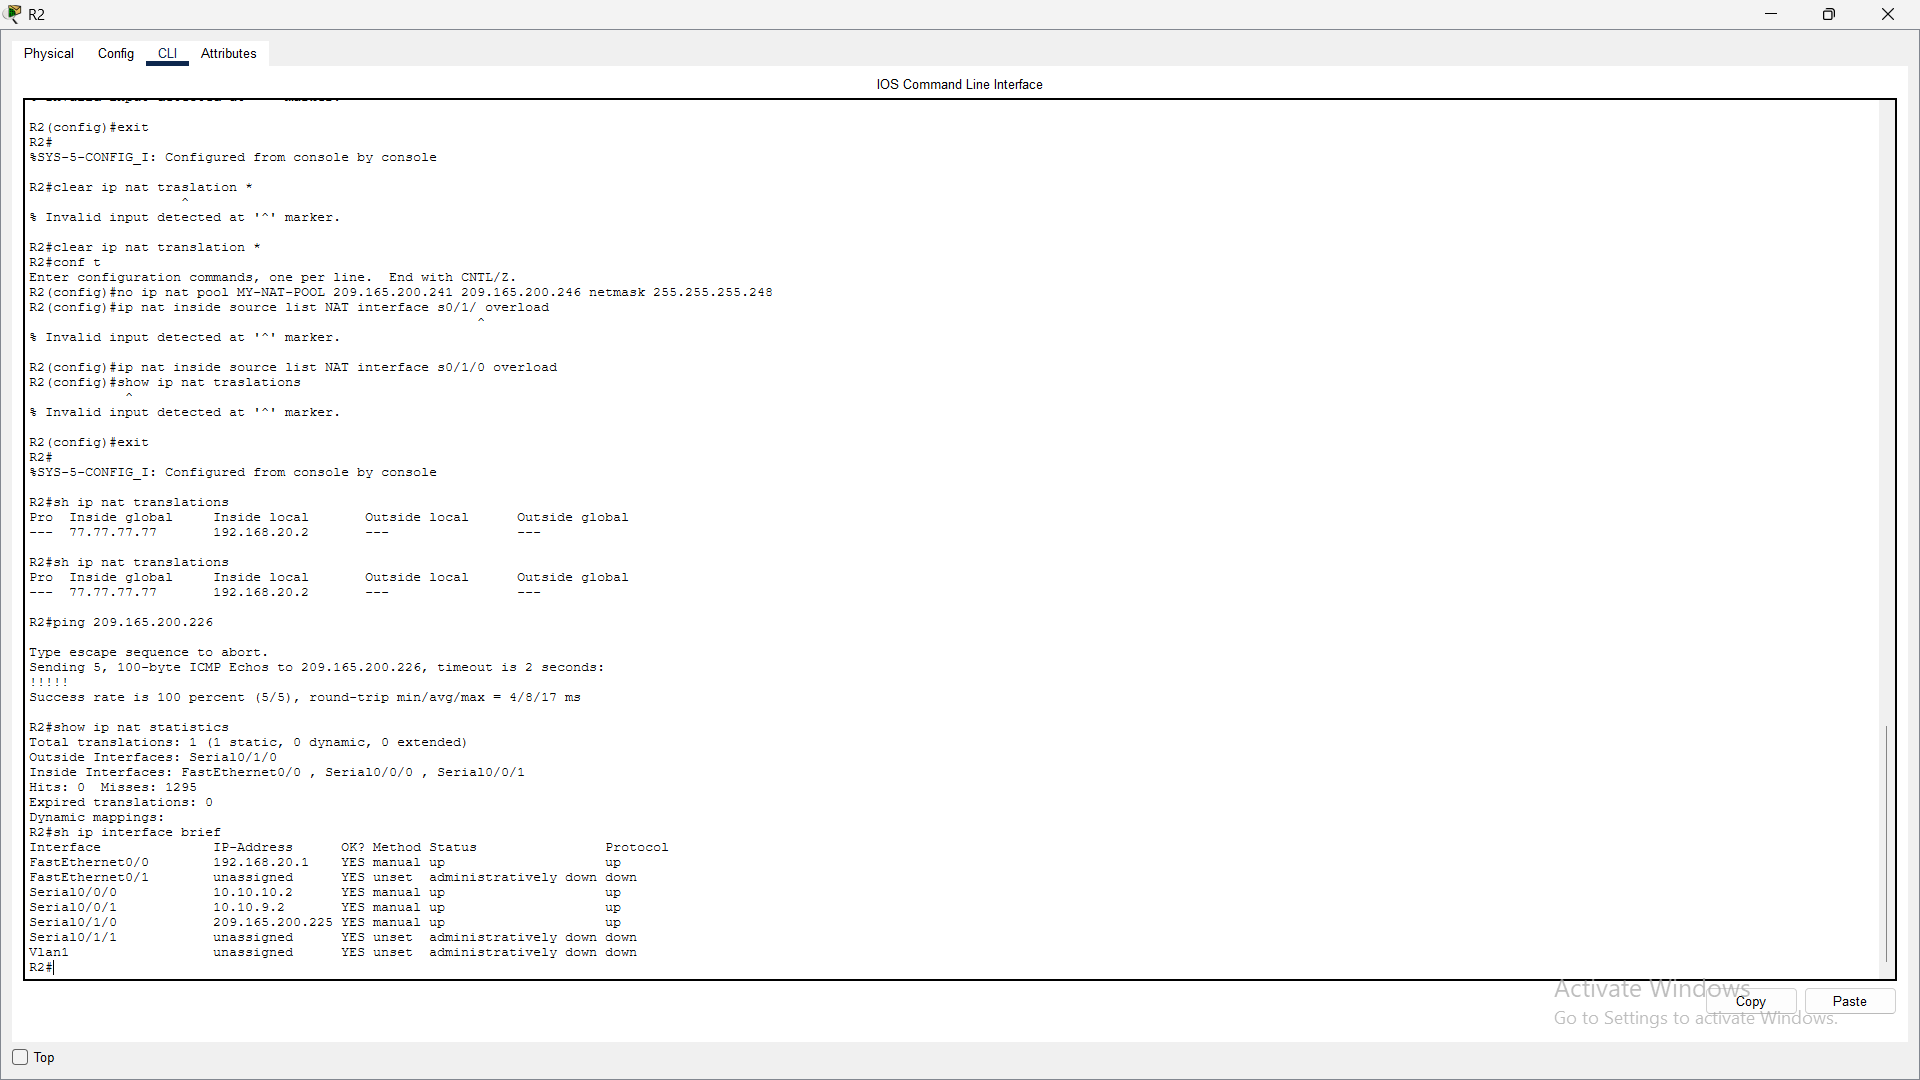 R2
Physical Config CLI Attributes
IOS Command Line Interface
R2(config)#exit
R2#
%SYS-5-CONFIG_I: Configured from console by console
R2#clear ip nat traslation *
^
% Invalid input detected at '^' marker.
R2#clear ip nat translation *
R2#conf t
Enter configuration commands, one per line.  End with CNTL/Z.
R2(config)#no ip nat pool MY-NAT-POOL 209.165.200.241 209.165.200.246 netmask 255.255.255.248
R2(config)#ip nat inside source list NAT interface s0/1/ overload
^
% Invalid input detected at '^' marker.
R2(config)#ip nat inside source list NAT interface s0/1/0 overload
R2(config)#show ip nat traslations
^
% Invalid input detected at '^' marker.
R2(config)#exit
R2#
%SYS-5-CONFIG_I: Configured from console by console
R2#sh ip nat translations
Pro  Inside global     Inside local       Outside local      Outside global
---  77.77.77.77       192.168.20.2       ---                ---
R2#sh ip nat translations
Pro  Inside global     Inside local       Outside local      Outside global
---  77.77.77.77       192.168.20.2       ---                ---
R2#ping 209.165.200.226
Type escape sequence to abort.
Sending 5, 100-byte ICMP Echos to 209.165.200.226, timeout is 2 seconds:
!!!!!
Success rate is 100 percent (5/5), round-trip min/avg/max = 4/8/17 ms
R2#show ip nat statistics
Total translations: 1 (1 static, 0 dynamic, 0 extended)
Outside Interfaces: Serial0/1/0
Inside Interfaces: FastEthernet0/0 , Serial0/0/0 , Serial0/0/1
Hits: 0  Misses: 1295
Expired translations: 0
Dynamic mappings:
R2#sh ip interface brief
Interface              IP-Address      OK? Method Status                Protocol
FastEthernet0/0        192.168.20.1    YES manual up                    up
FastEthernet0/1        unassigned      YES unset  administratively down down
Serial0/0/0            10.10.10.2      YES manual up                    up
Serial0/0/1            10.10.9.2       YES manual up                    up
Serial0/1/0            209.165.200.225 YES manual up                    up
Serial0/1/1            unassigned      YES unset  administratively down down
Vlan1                  unassigned      YES unset  administratively down down
R2#
Activate Windows
Go to Settings to activate Windows.
Copy Paste
Top